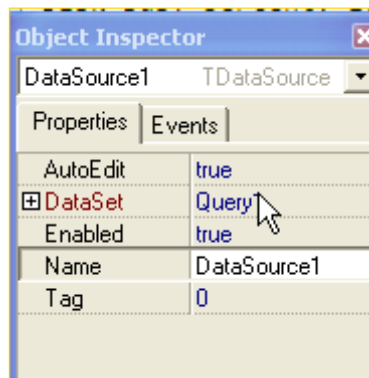 Object Inspector
DataSource1 TDataSource
Properties Events
AutoEdit true
DataSet Query1
Enabled true
Name DataSource1
Tag 0